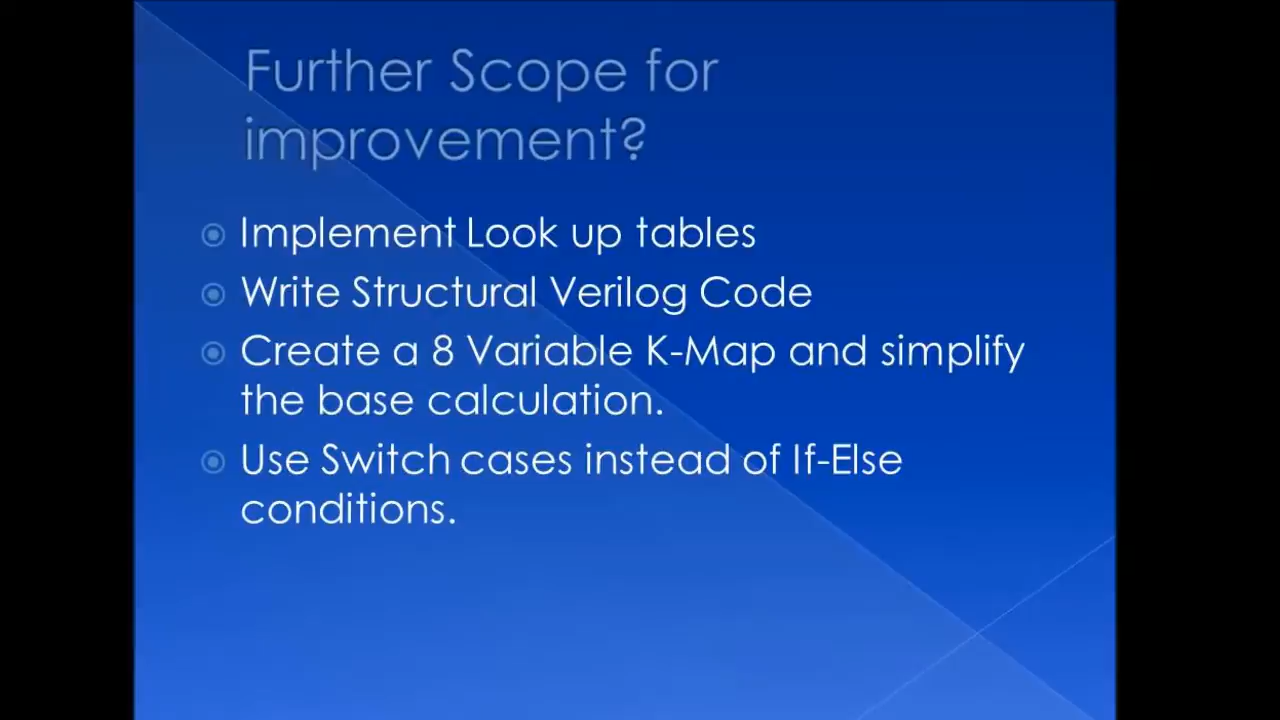 Further Scope for
improvement?
Implement Look up tables
Write Structural Verilog Code
Create a 8 Variable K-Map and simplify
the base calculation.
Use Switch cases instead of If-Else
conditions.